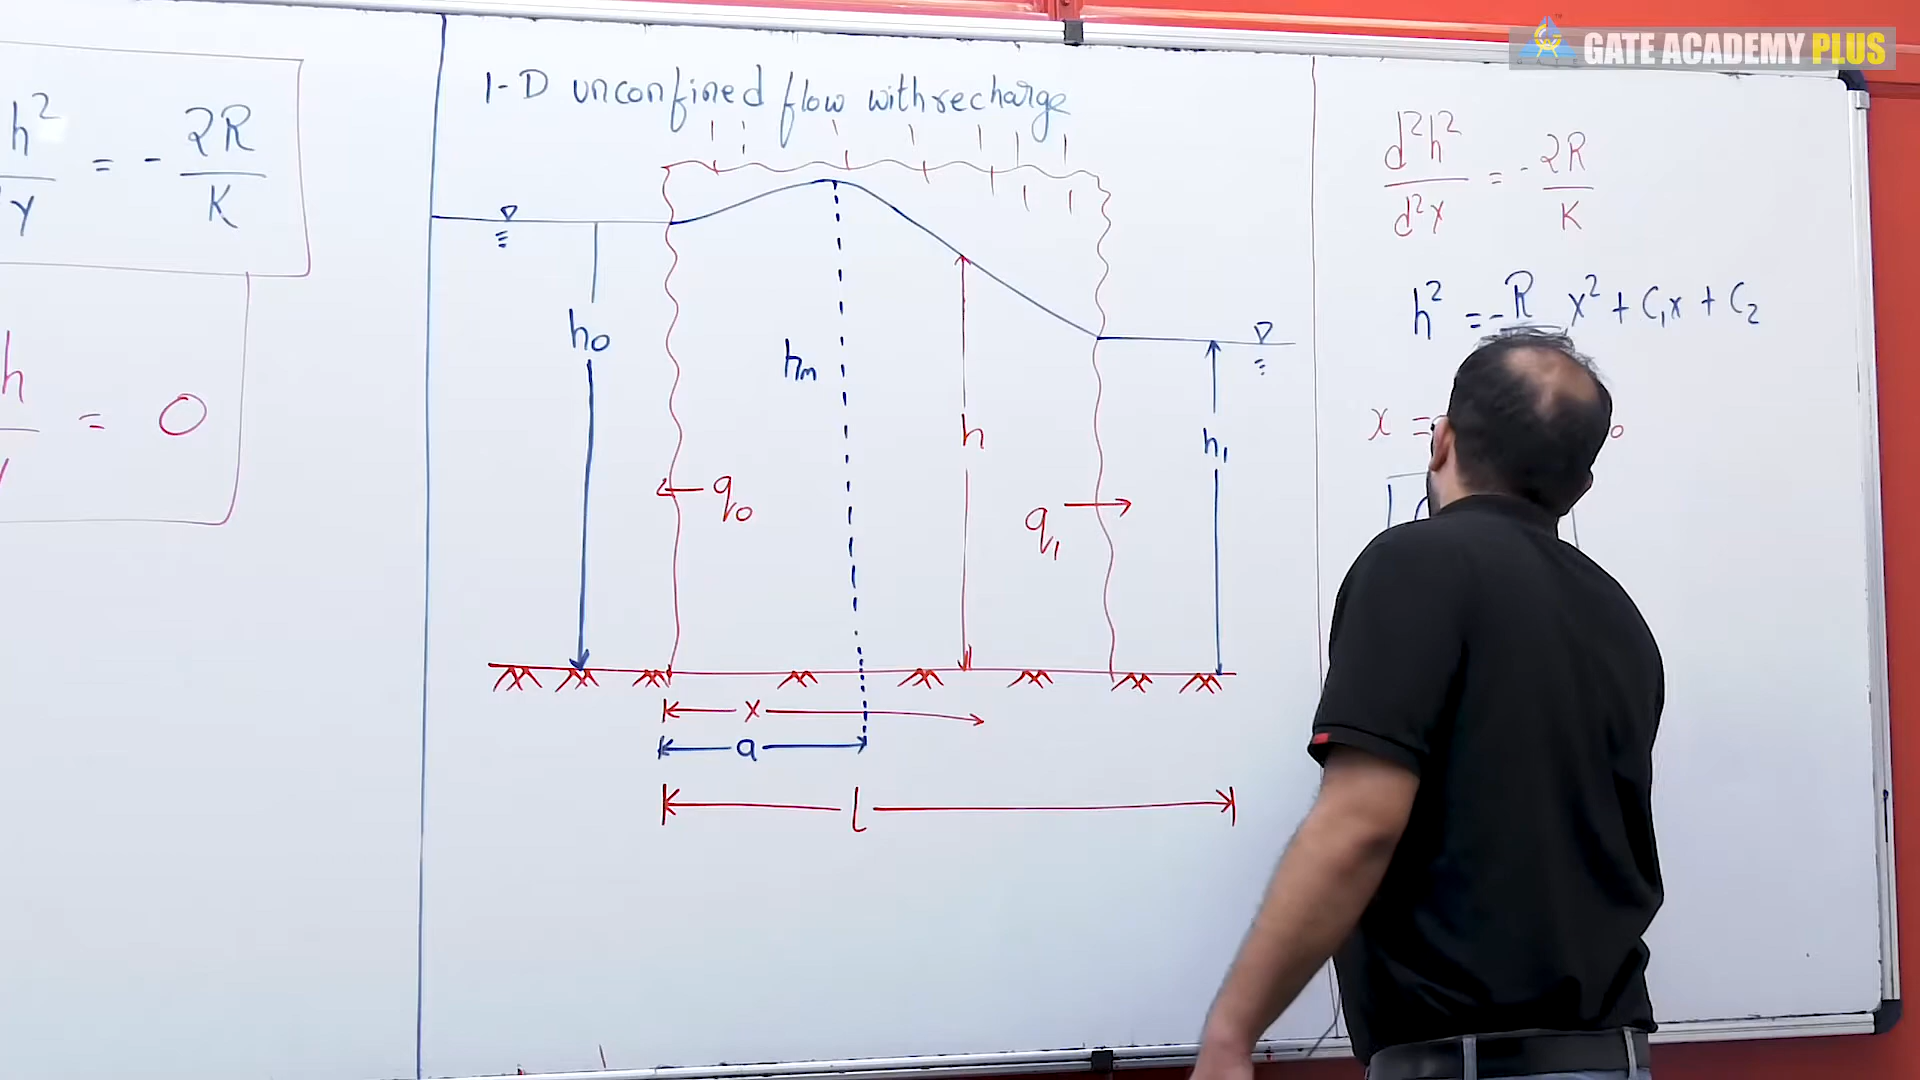 GATE ACADEMY PLUS
1-D unconfined flow with recharge
h²
Y
= - 2R
K
h
= 0
h₀
hm
h
h₁
q₀
q₁
x
a
L
d²h²
d²x
= - 2R
K
h² = - R x² + C₁x + C₂
x =